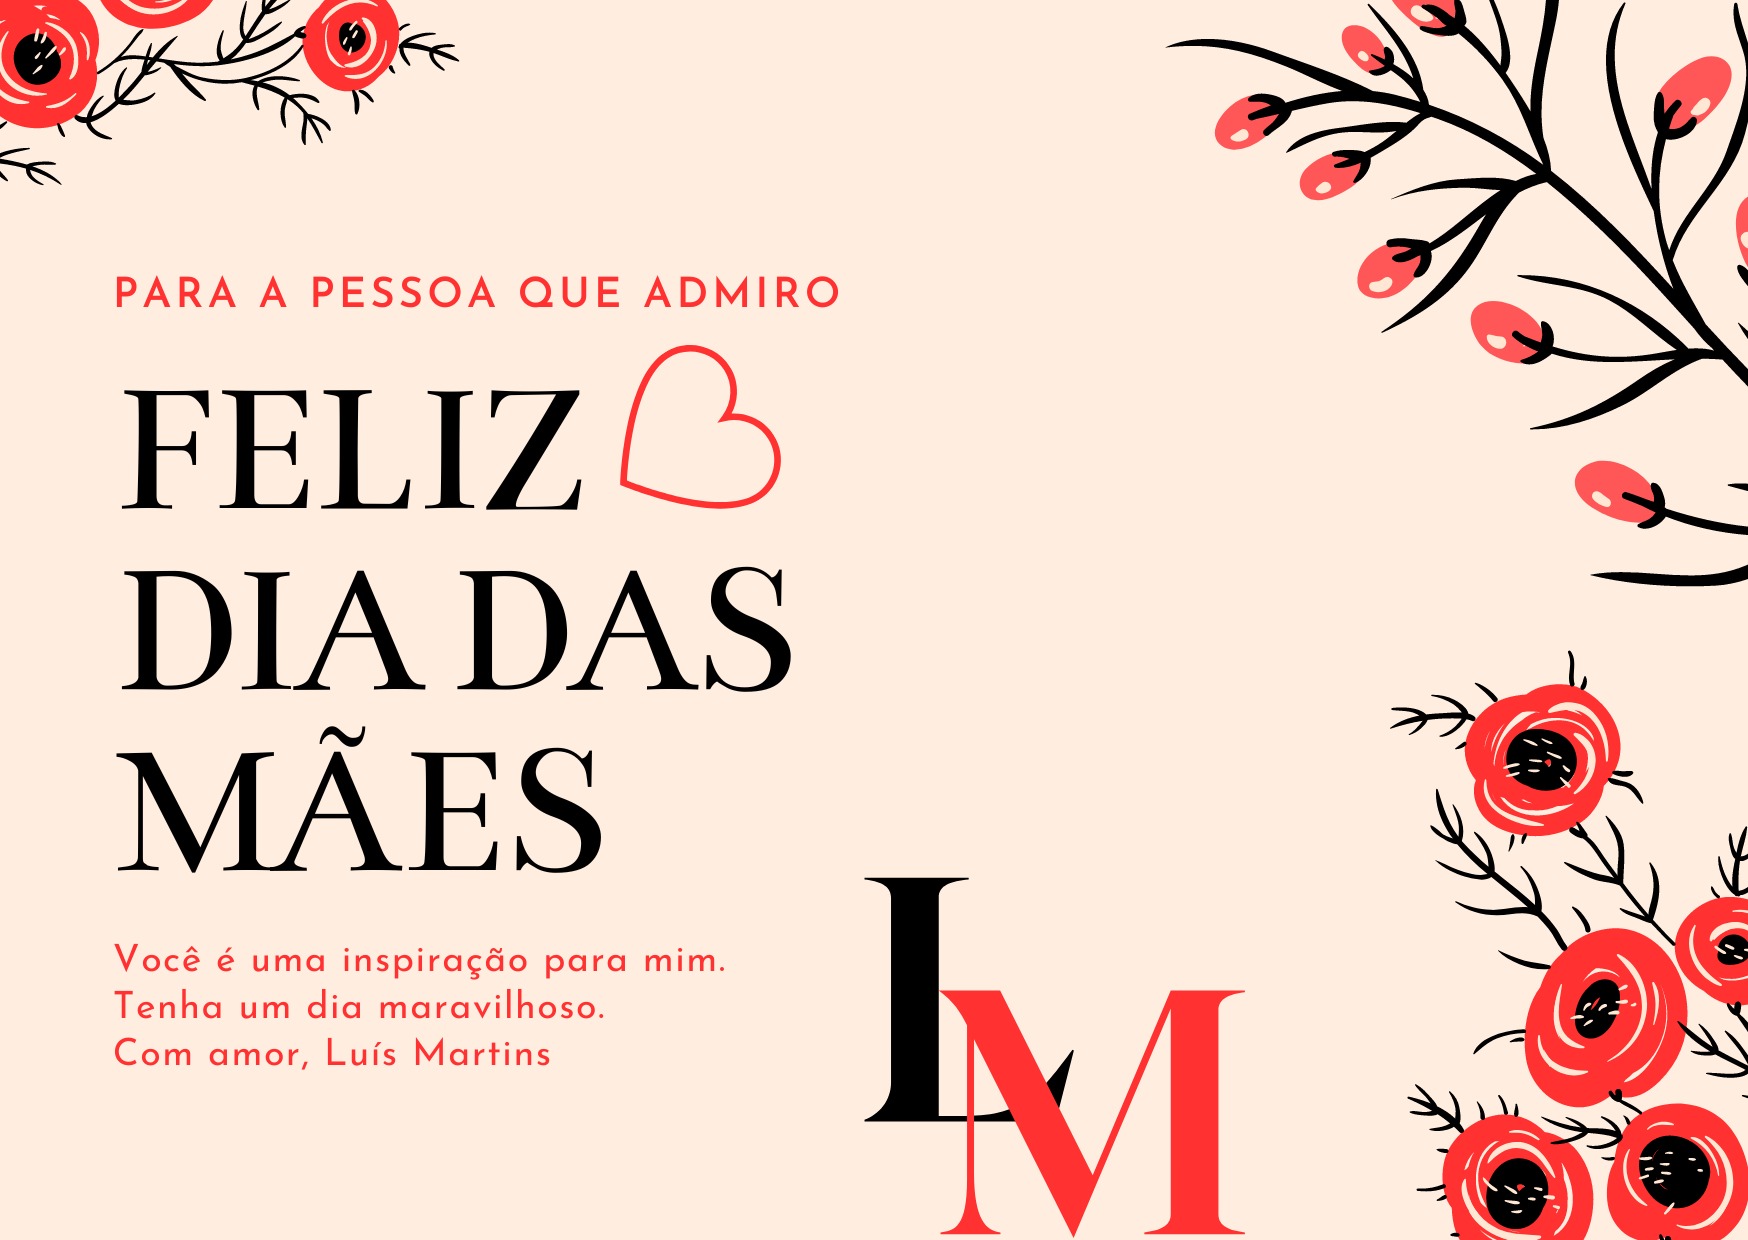 PARA A PESSOA QUE ADMIRO
FELIZ
DIA DAS
MÃES
Você é uma inspiração para mim.
Tenha um dia maravilhoso.
Com amor, Luís Martins
LM